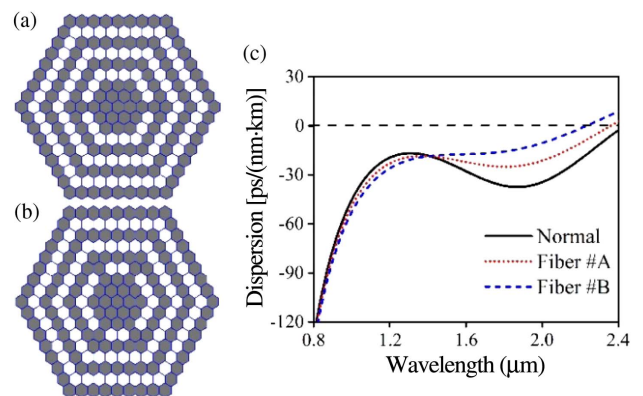 (a)
(b)
(c)
Dispersion [ps/(nm·km)]
30
0
-30
-60
-90
-120
Normal
Fiber #A
Fiber #B
0.8 1.2 1.6 2.0 2.4
Wavelength (μm)